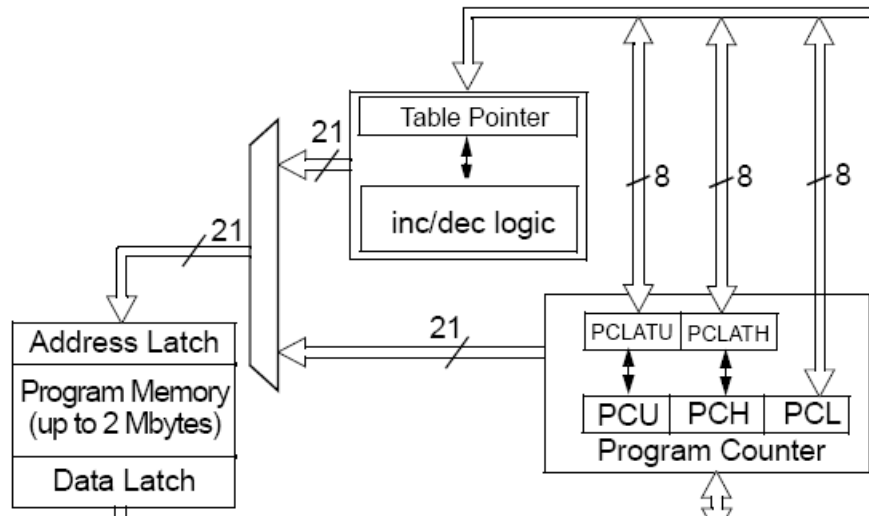 Table Pointer
21
inc/dec logic
8
8
8
21
21
PCLATU
PCLATH
Address Latch
Program Memory
(up to 2 Mbytes)
PCU
PCH
PCL
Program Counter
Data Latch